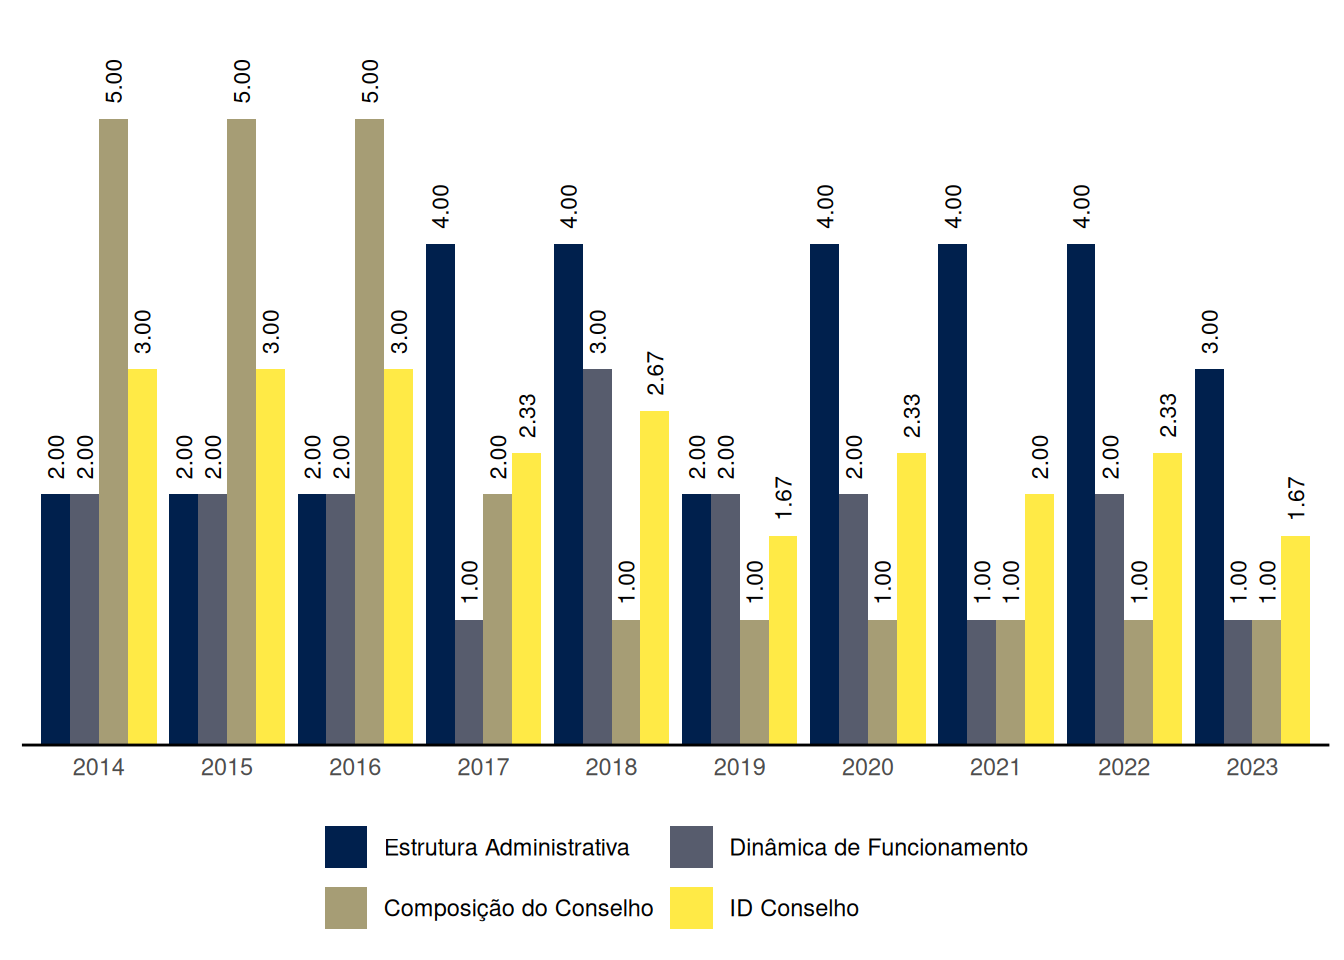 5.00 5.00 5.00
4.00 4.00 4.00 4.00 4.00
3.00 3.00 3.00 3.00 3.00
2.67
2.33 2.33 2.33
2.00 2.00 2.00 2.00 2.00 2.00 2.00 2.00 2.00 2.00 2.00 2.00
1.67 1.67
1.00 1.00 1.00 1.00 1.00 1.00 1.00 1.00 1.00
2014 2015 2016 2017 2018 2019 2020 2021 2022 2023
Estrutura Administrativa Dinâmica de Funcionamento
Composição do Conselho ID Conselho